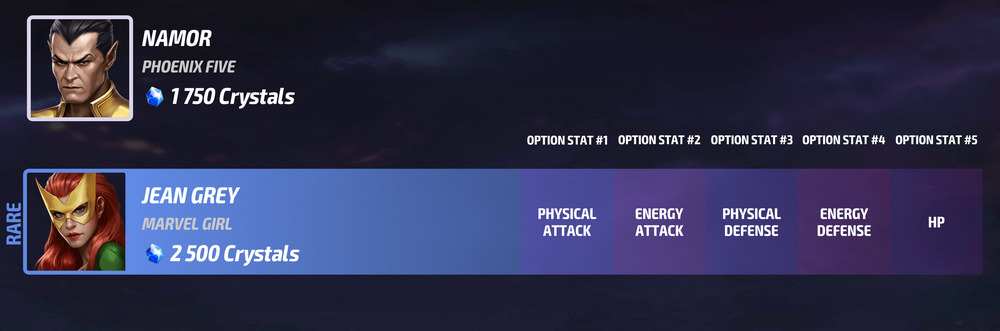 NAMOR
PHOENIX FIVE
1 750 Crystals
OPTION STAT #1 OPTION STAT #2 OPTION STAT #3 OPTION STAT #4 OPTION STAT #5
RARE
JEAN GREY
MARVEL GIRL
2 500 Crystals
PHYSICAL ATTACK
ENERGY ATTACK
PHYSICAL DEFENSE
ENERGY DEFENSE
HP